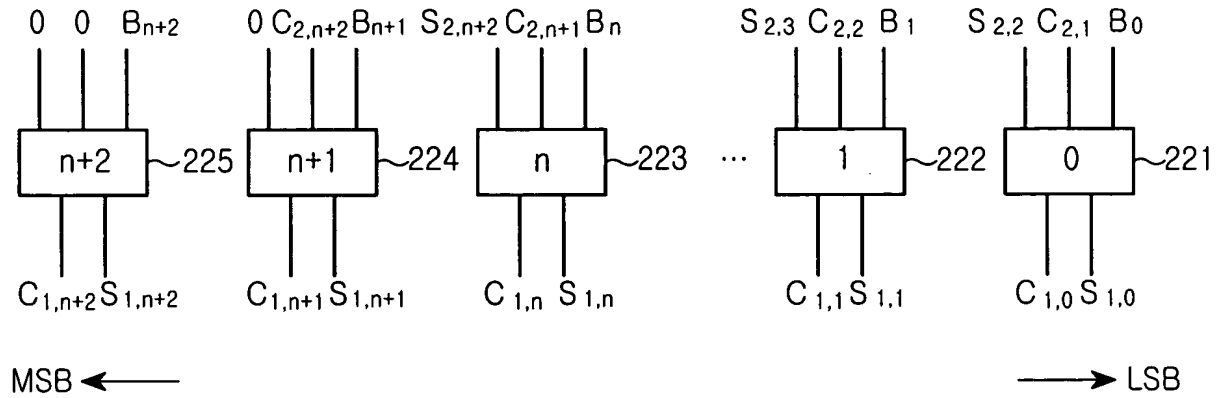 0 0 Bn+2 0 C2,n+2 Bn+1 S2,n+2 C2,n+1 Bn S2,3 C2,2 B1 S2,2 C2,1 B0
n+2 225 n+1 224 n 223 ... 1 222 0 221
C1,n+2 S1,n+2 C1,n+1 S1,n+1 C1,n S1,n C1,1 S1,1 C1,0 S1,0
MSB LSB